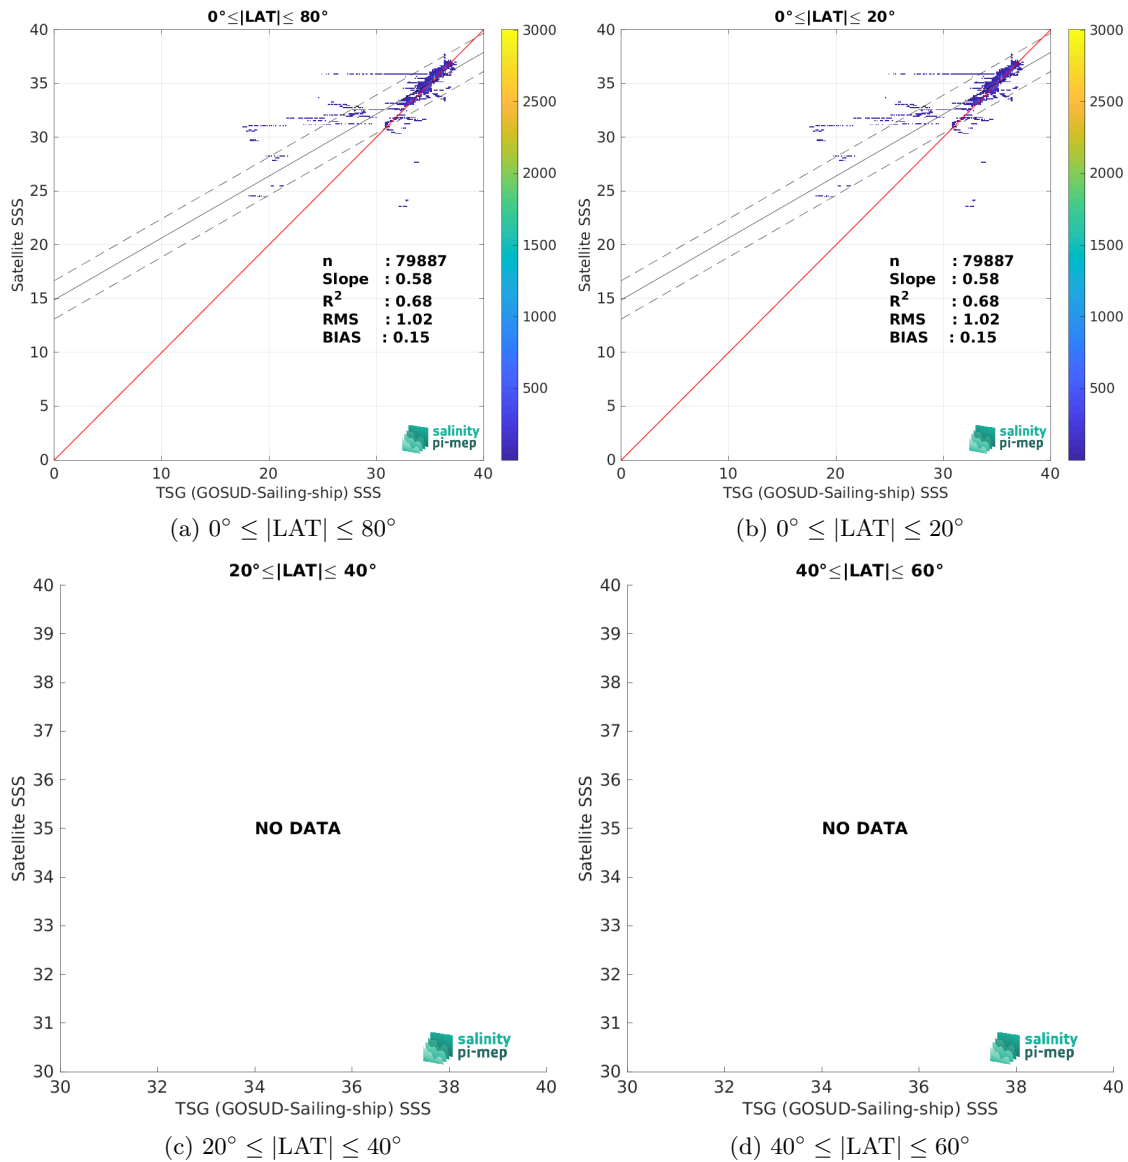 0°≤|LAT|≤ 80°
40
35
30
25
20
15
10
5
0
0
10
20
30
40
Satellite SSS
TSG (GOSUD-Sailing-ship) SSS
n : 79887
Slope : 0.58
R² : 0.68
RMS : 1.02
BIAS : 0.15
salinity
pi-mep
3000
2500
2000
1500
1000
500
(a) 0° ≤ |LAT| ≤ 80°
0°≤|LAT|≤ 20°
40
35
30
25
20
15
10
5
0
0
10
20
30
40
Satellite SSS
TSG (GOSUD-Sailing-ship) SSS
n : 79887
Slope : 0.58
R² : 0.68
RMS : 1.02
BIAS : 0.15
salinity
pi-mep
3000
2500
2000
1500
1000
500
(b) 0° ≤ |LAT| ≤ 20°
20°≤|LAT|≤ 40°
40
39
38
37
36
35
34
33
32
31
30
30
32
34
36
38
40
Satellite SSS
NO DATA
salinity
pi-mep
TSG (GOSUD-Sailing-ship) SSS
(c) 20° ≤ |LAT| ≤ 40°
40°≤|LAT|≤ 60°
40
39
38
37
36
35
34
33
32
31
30
30
32
34
36
38
40
Satellite SSS
NO DATA
salinity
pi-mep
TSG (GOSUD-Sailing-ship) SSS
(d) 40° ≤ |LAT| ≤ 60°